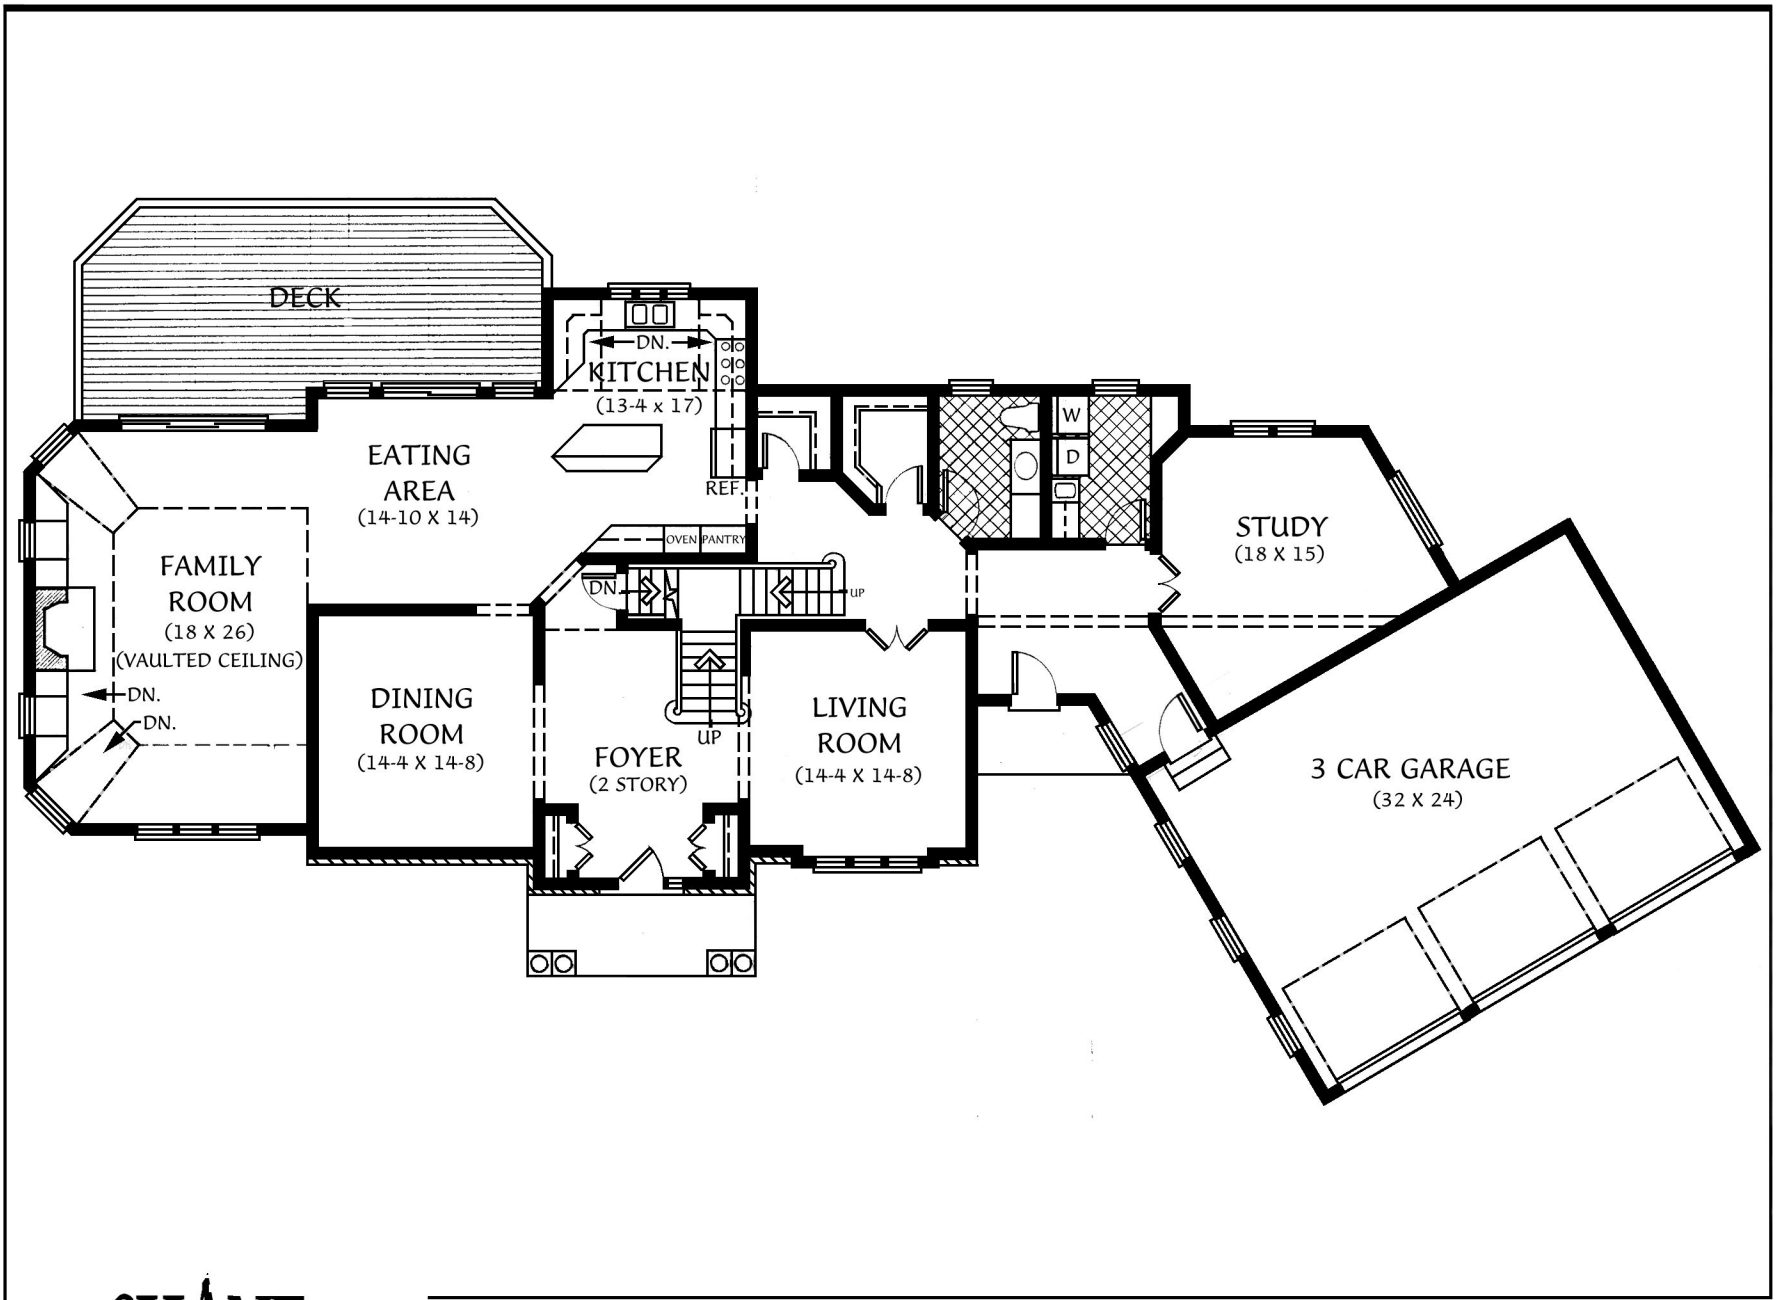 DECK
DN.
KITCHEN
(13-4 x 17)
EATING
AREA
(14-10 X 14)
REF.
OVEN
PANTRY
W
D
STUDY
(18 X 15)
FAMILY
ROOM
(18 X 26)
(VAULTED CEILING)
DN.
DN.
DN.
UP
DINING
ROOM
(14-4 X 14-8)
FOYER
(2 STORY)
UP
LIVING
ROOM
(14-4 X 14-8)
3 CAR GARAGE
(32 X 24)